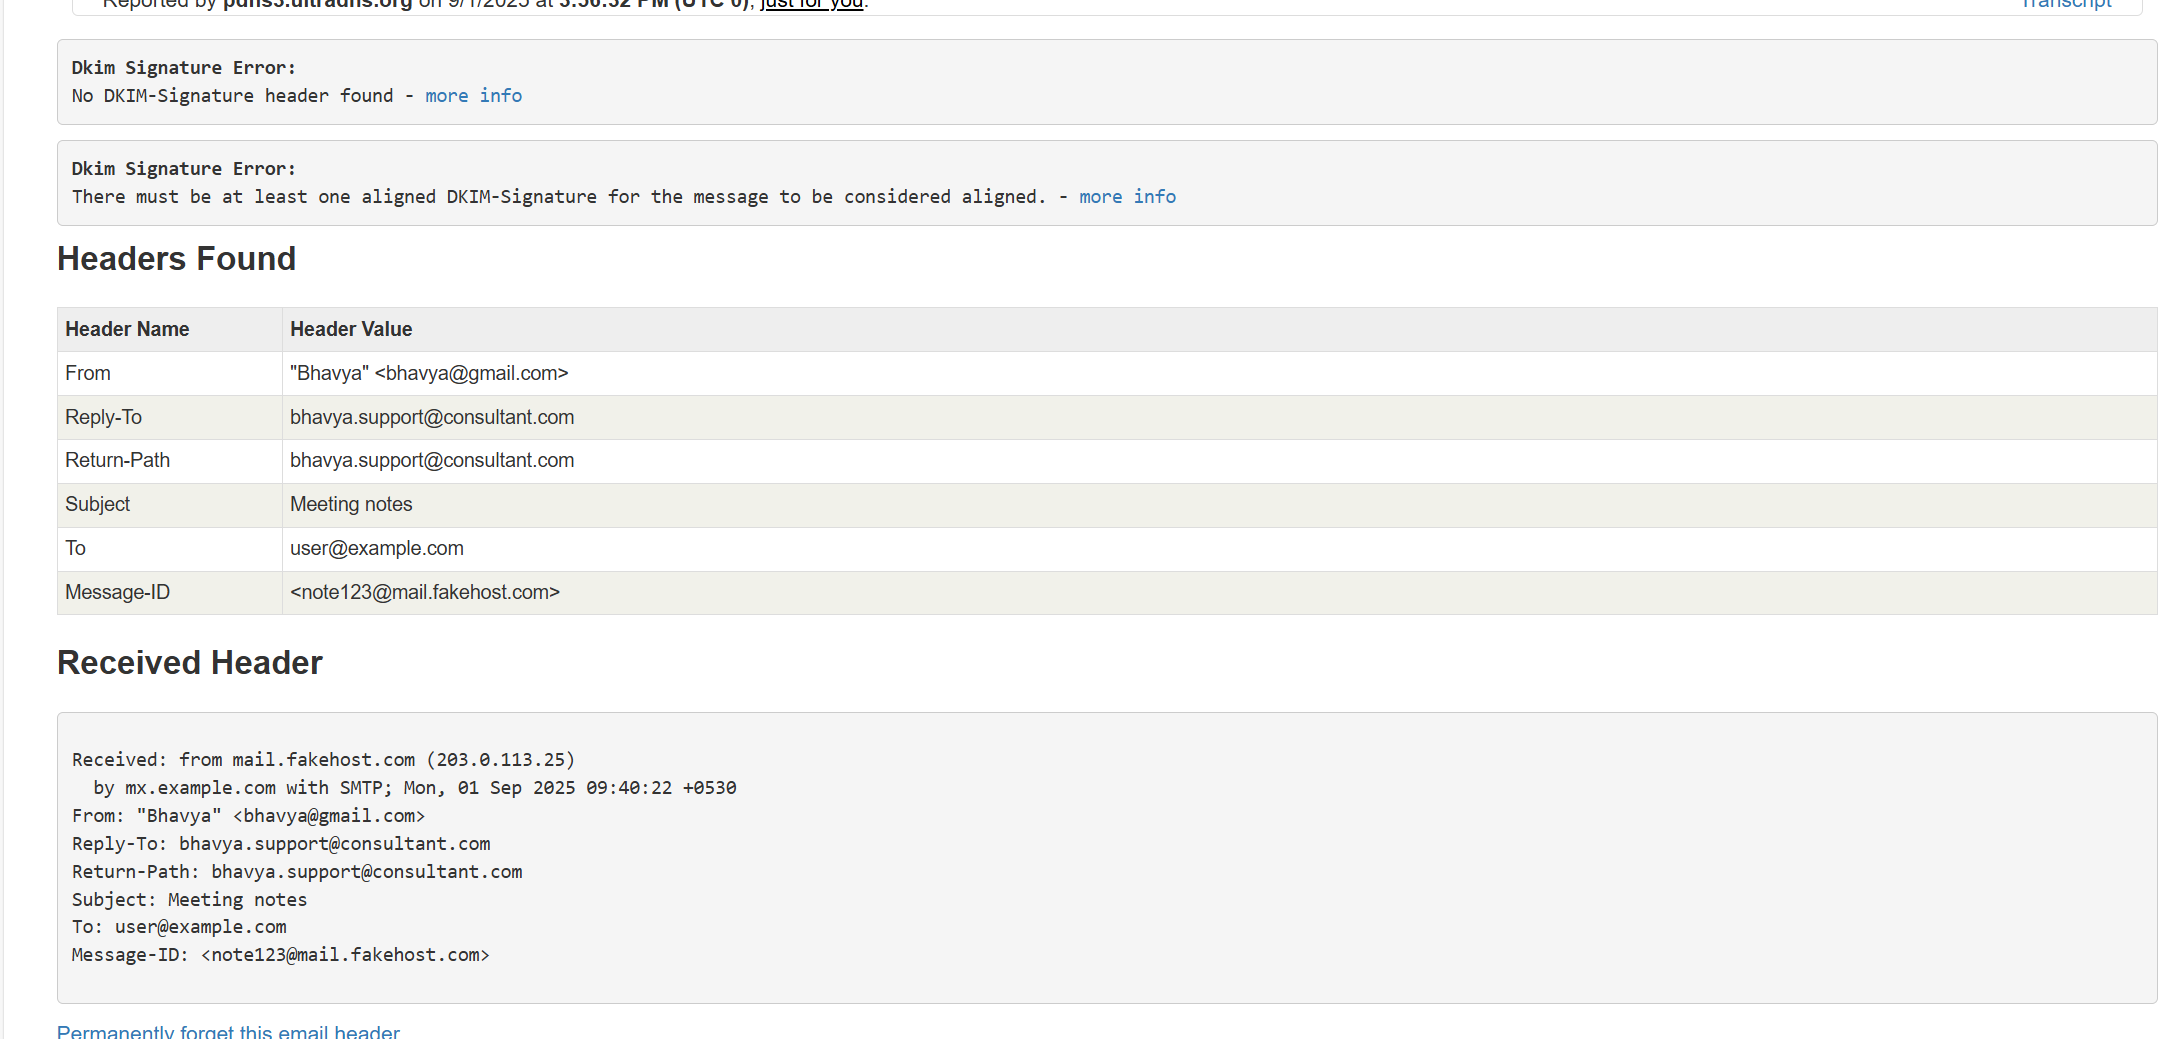 Reported by pdns3.ultradns.org on 9/1/2025 at 3:56:32 PM (UTC 0), just for you. Transcript
Dkim Signature Error:
No DKIM-Signature header found - more info
Dkim Signature Error:
There must be at least one aligned DKIM-Signature for the message to be considered aligned. - more info
Headers Found
Header Name Header Value
From "Bhavya" <bhavya@gmail.com>
Reply-To bhavya.support@consultant.com
Return-Path bhavya.support@consultant.com
Subject Meeting notes
To user@example.com
Message-ID <note123@mail.fakehost.com>
Received Header
Received: from mail.fakehost.com (203.0.113.25)
by mx.example.com with SMTP; Mon, 01 Sep 2025 09:40:22 +0530
From: "Bhavya" <bhavya@gmail.com>
Reply-To: bhavya.support@consultant.com
Return-Path: bhavya.support@consultant.com
Subject: Meeting notes
To: user@example.com
Message-ID: <note123@mail.fakehost.com>
Permanently forget this email header